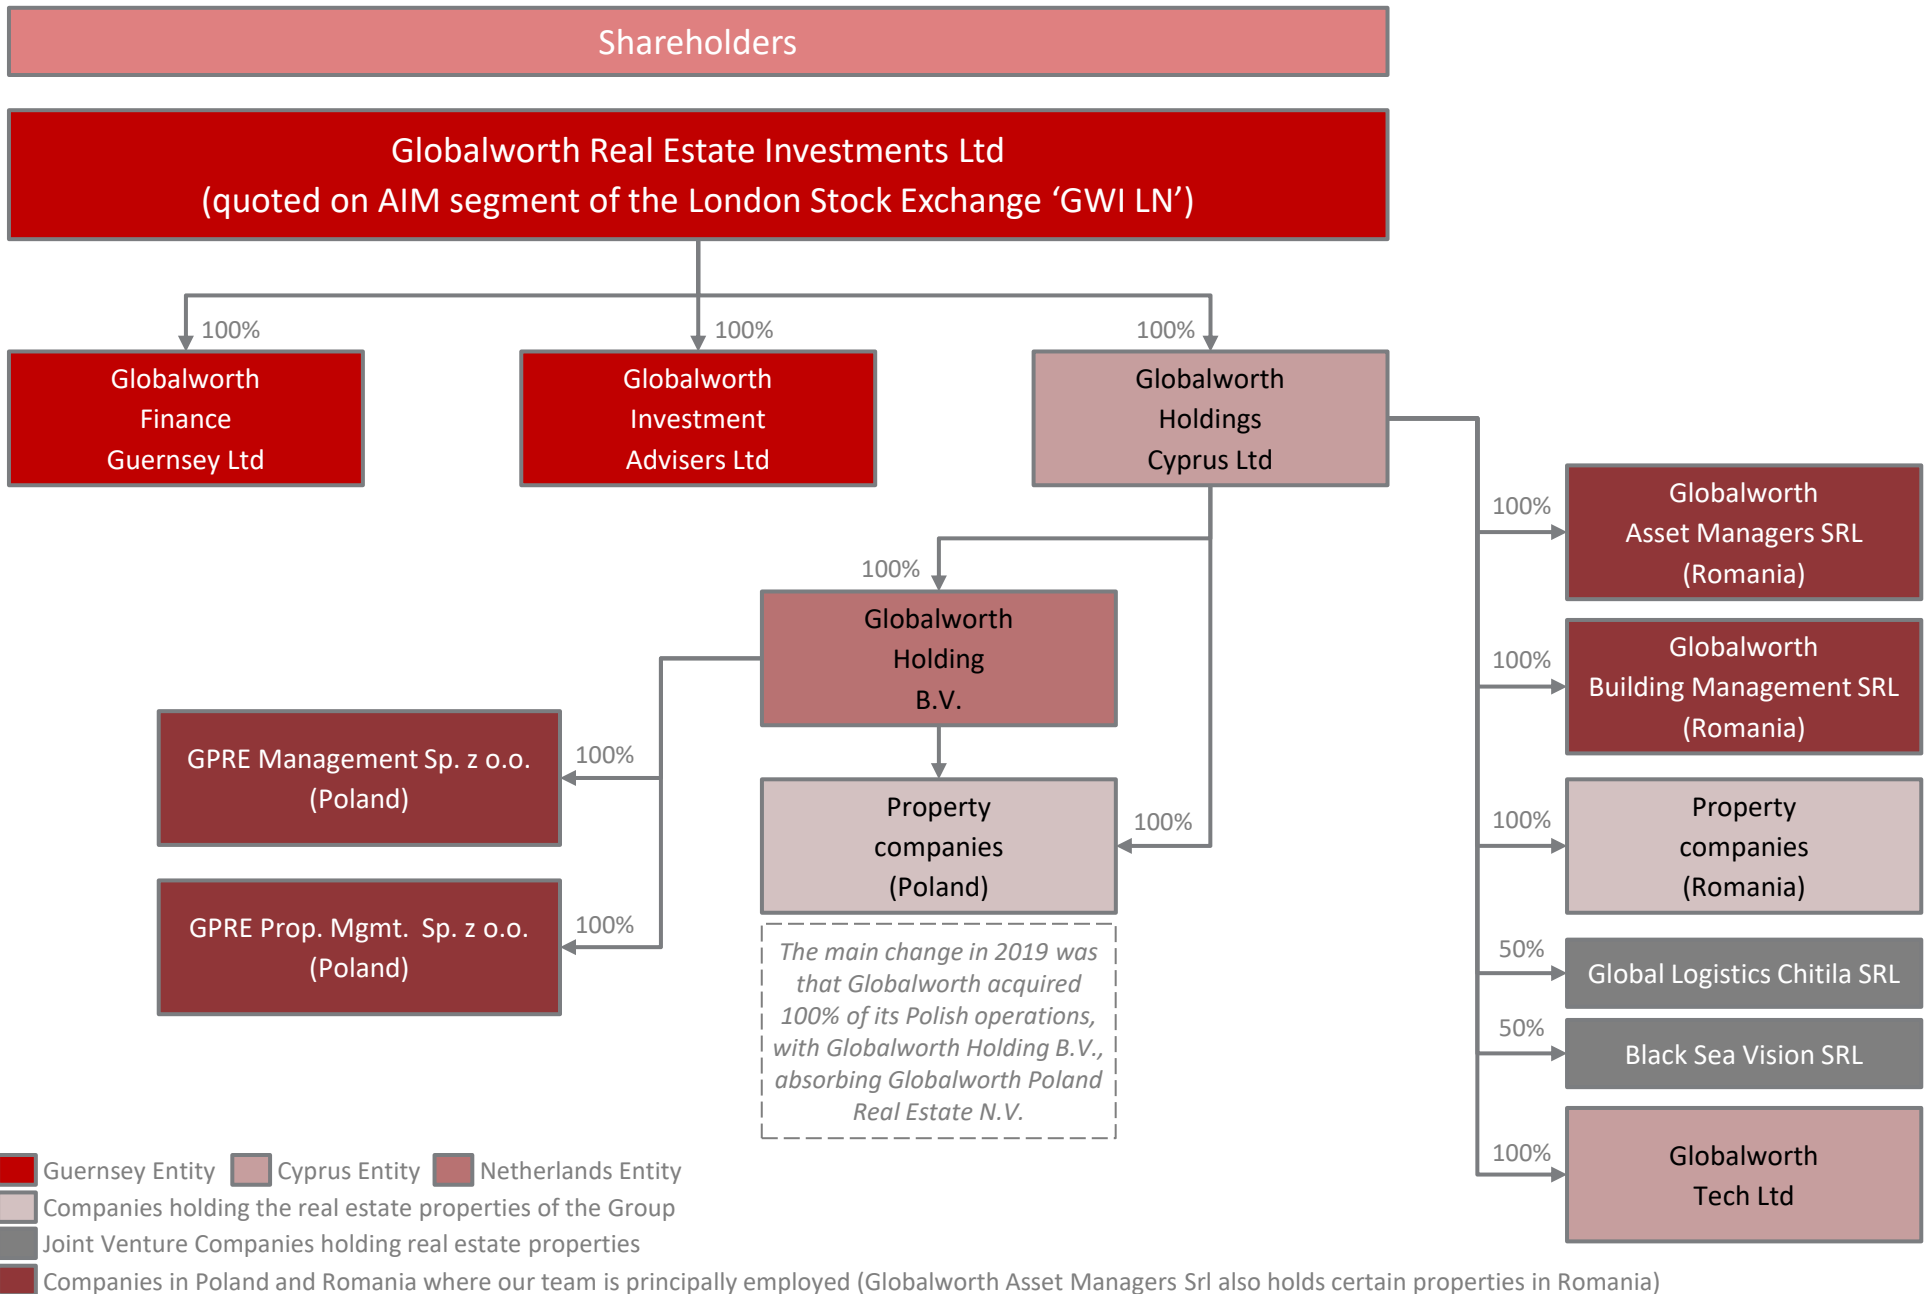 Shareholders
Globalworth Real Estate Investments Ltd
(quoted on AIM segment of the London Stock Exchange ‘GWI LN’)
100%
100%
100%
Globalworth
Finance
Guernsey Ltd
Globalworth
Investment
Advisers Ltd
Globalworth
Holdings
Cyprus Ltd
100%
Globalworth
Asset Managers SRL
(Romania)
100%
Globalworth
Holding
B.V.
100%
Globalworth
Building Management SRL
(Romania)
100%
GPRE Management Sp. z o.o.
(Poland)
100%
GPRE Prop. Mgmt.  Sp. z o.o.
(Poland)
Property
companies
(Poland)
100%
100%
Property
companies
(Romania)
The main change in 2019 was
that Globalworth acquired
100% of its Polish operations,
with Globalworth Holding B.V.,
absorbing Globalworth Poland
Real Estate N.V.
50%
Global Logistics Chitila SRL
50%
Black Sea Vision SRL
100%
Globalworth
Tech Ltd
Guernsey Entity
Cyprus Entity
Netherlands Entity
Companies holding the real estate properties of the Group
Joint Venture Companies holding real estate properties
Companies in Poland and Romania where our team is principally employed (Globalworth Asset Managers Srl also holds certain properties in Romania)